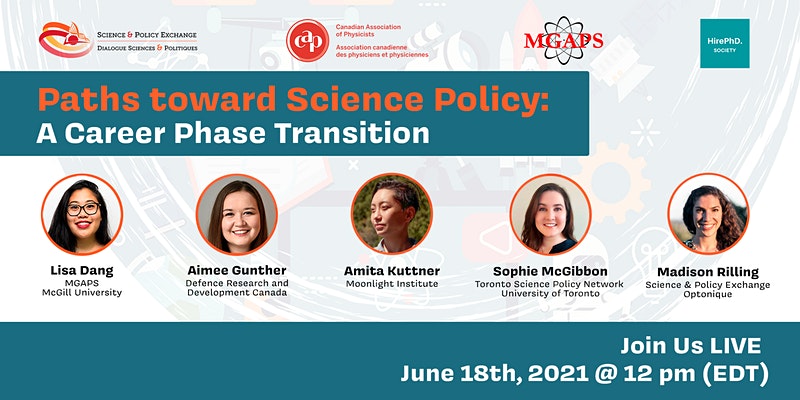 SCIENCE & POLICY EXCHANGE
DIALOGUE SCIENCES & POLITIQUES
cap
Canadian Association
of Physicists
Association canadienne
des physiciens et physiciennes
MGAPS
HirePhD.
SOCIETY
Paths toward Science Policy:
A Career Phase Transition
Lisa Dang
MGAPS
McGill University
Aimee Gunther
Defence Research and
Development Canada
Amita Kuttner
Moonlight Institute
Sophie McGibbon
Toronto Science Policy Network
University of Toronto
Madison Rilling
Science & Policy Exchange
Optonique
Join Us LIVE
June 18th, 2021 @ 12 pm (EDT)